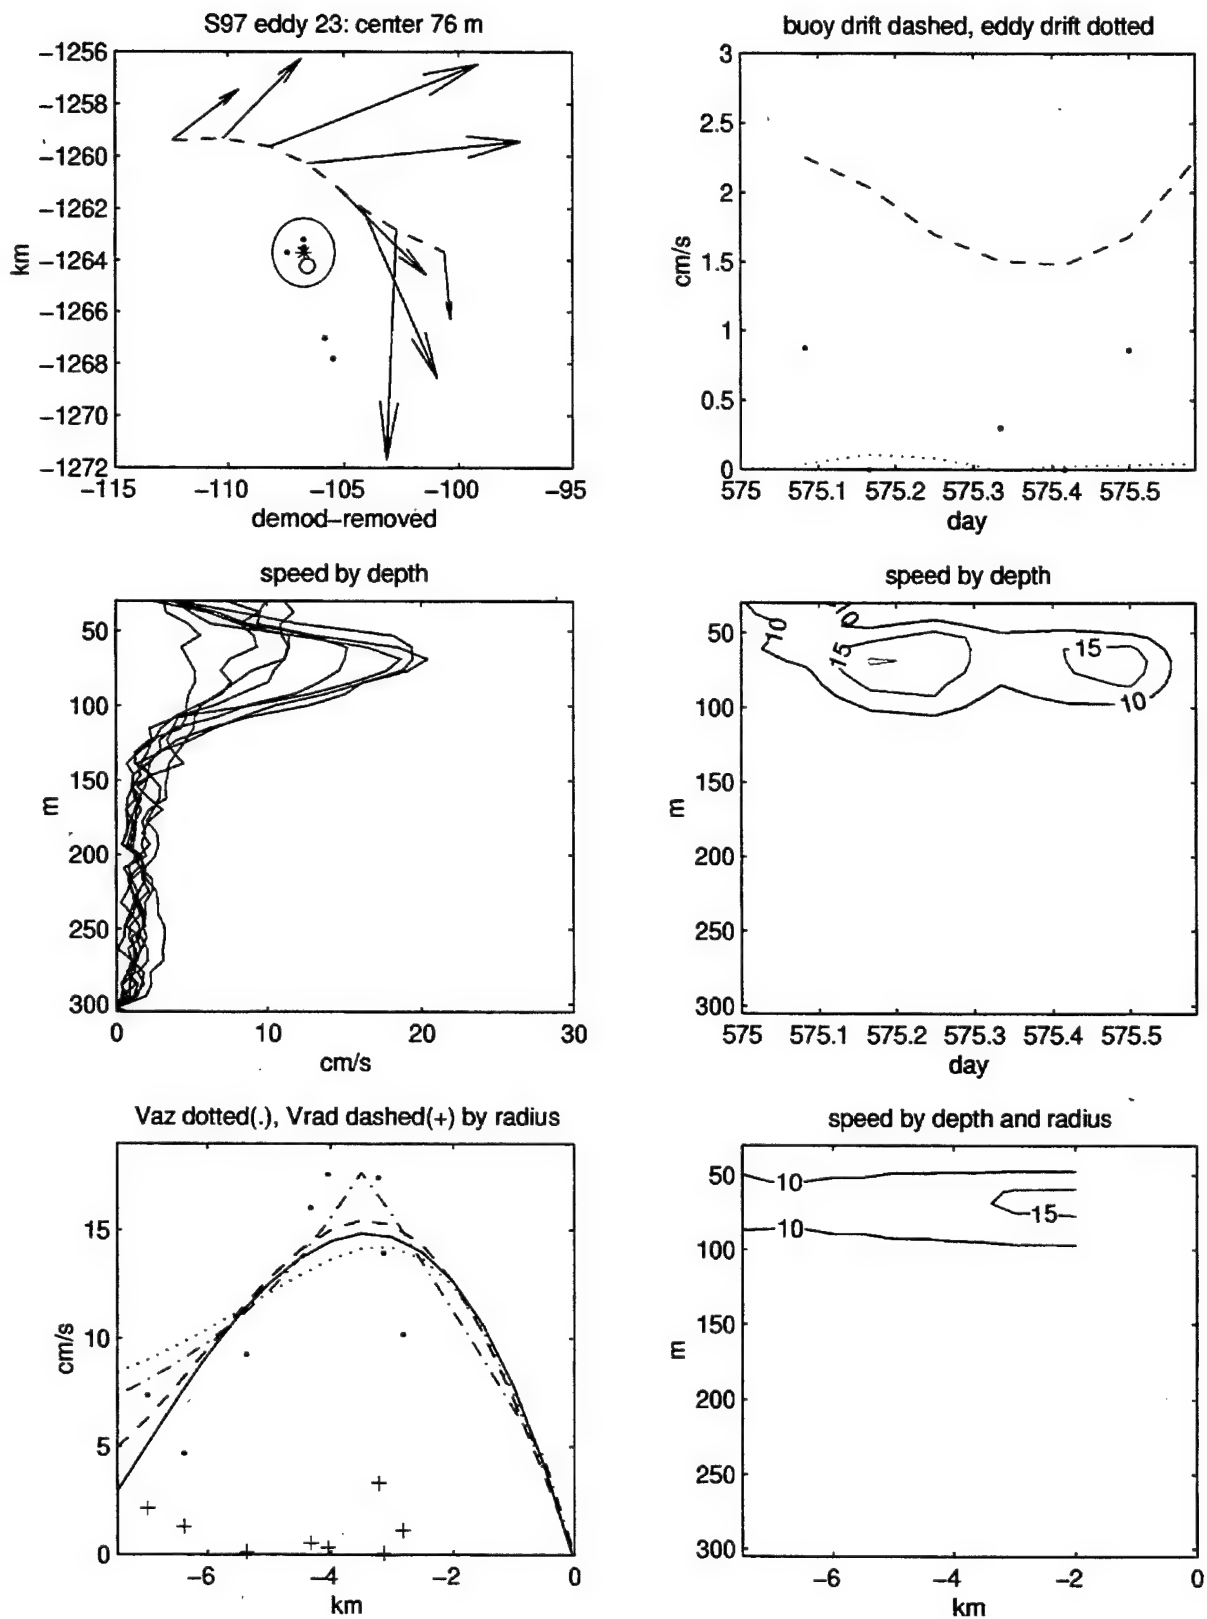 S97 eddy 23: center 76 m
−1256
−1258
−1260
−1262
−1264
−1266
−1268
−1270
−1272
km
−115 −110 −105 −100 −95
demod−removed
buoy drift dashed, eddy drift dotted
3
2.5
2
1.5
1
0.5
0
cm/s
575 575.1 575.2 575.3 575.4 575.5
day
speed by depth
50
100
150
200
250
300
m
0 10 20 30
cm/s
speed by depth
50
100
150
200
250
300
m
10
10
15
15
10
575 575.1 575.2 575.3 575.4 575.5
day
Vaz dotted(.), Vrad dashed(+) by radius
15
10
5
0
cm/s
−6 −4 −2 0
km
speed by depth and radius
50
100
150
200
250
300
m
10
15
10
−6 −4 −2 0
km